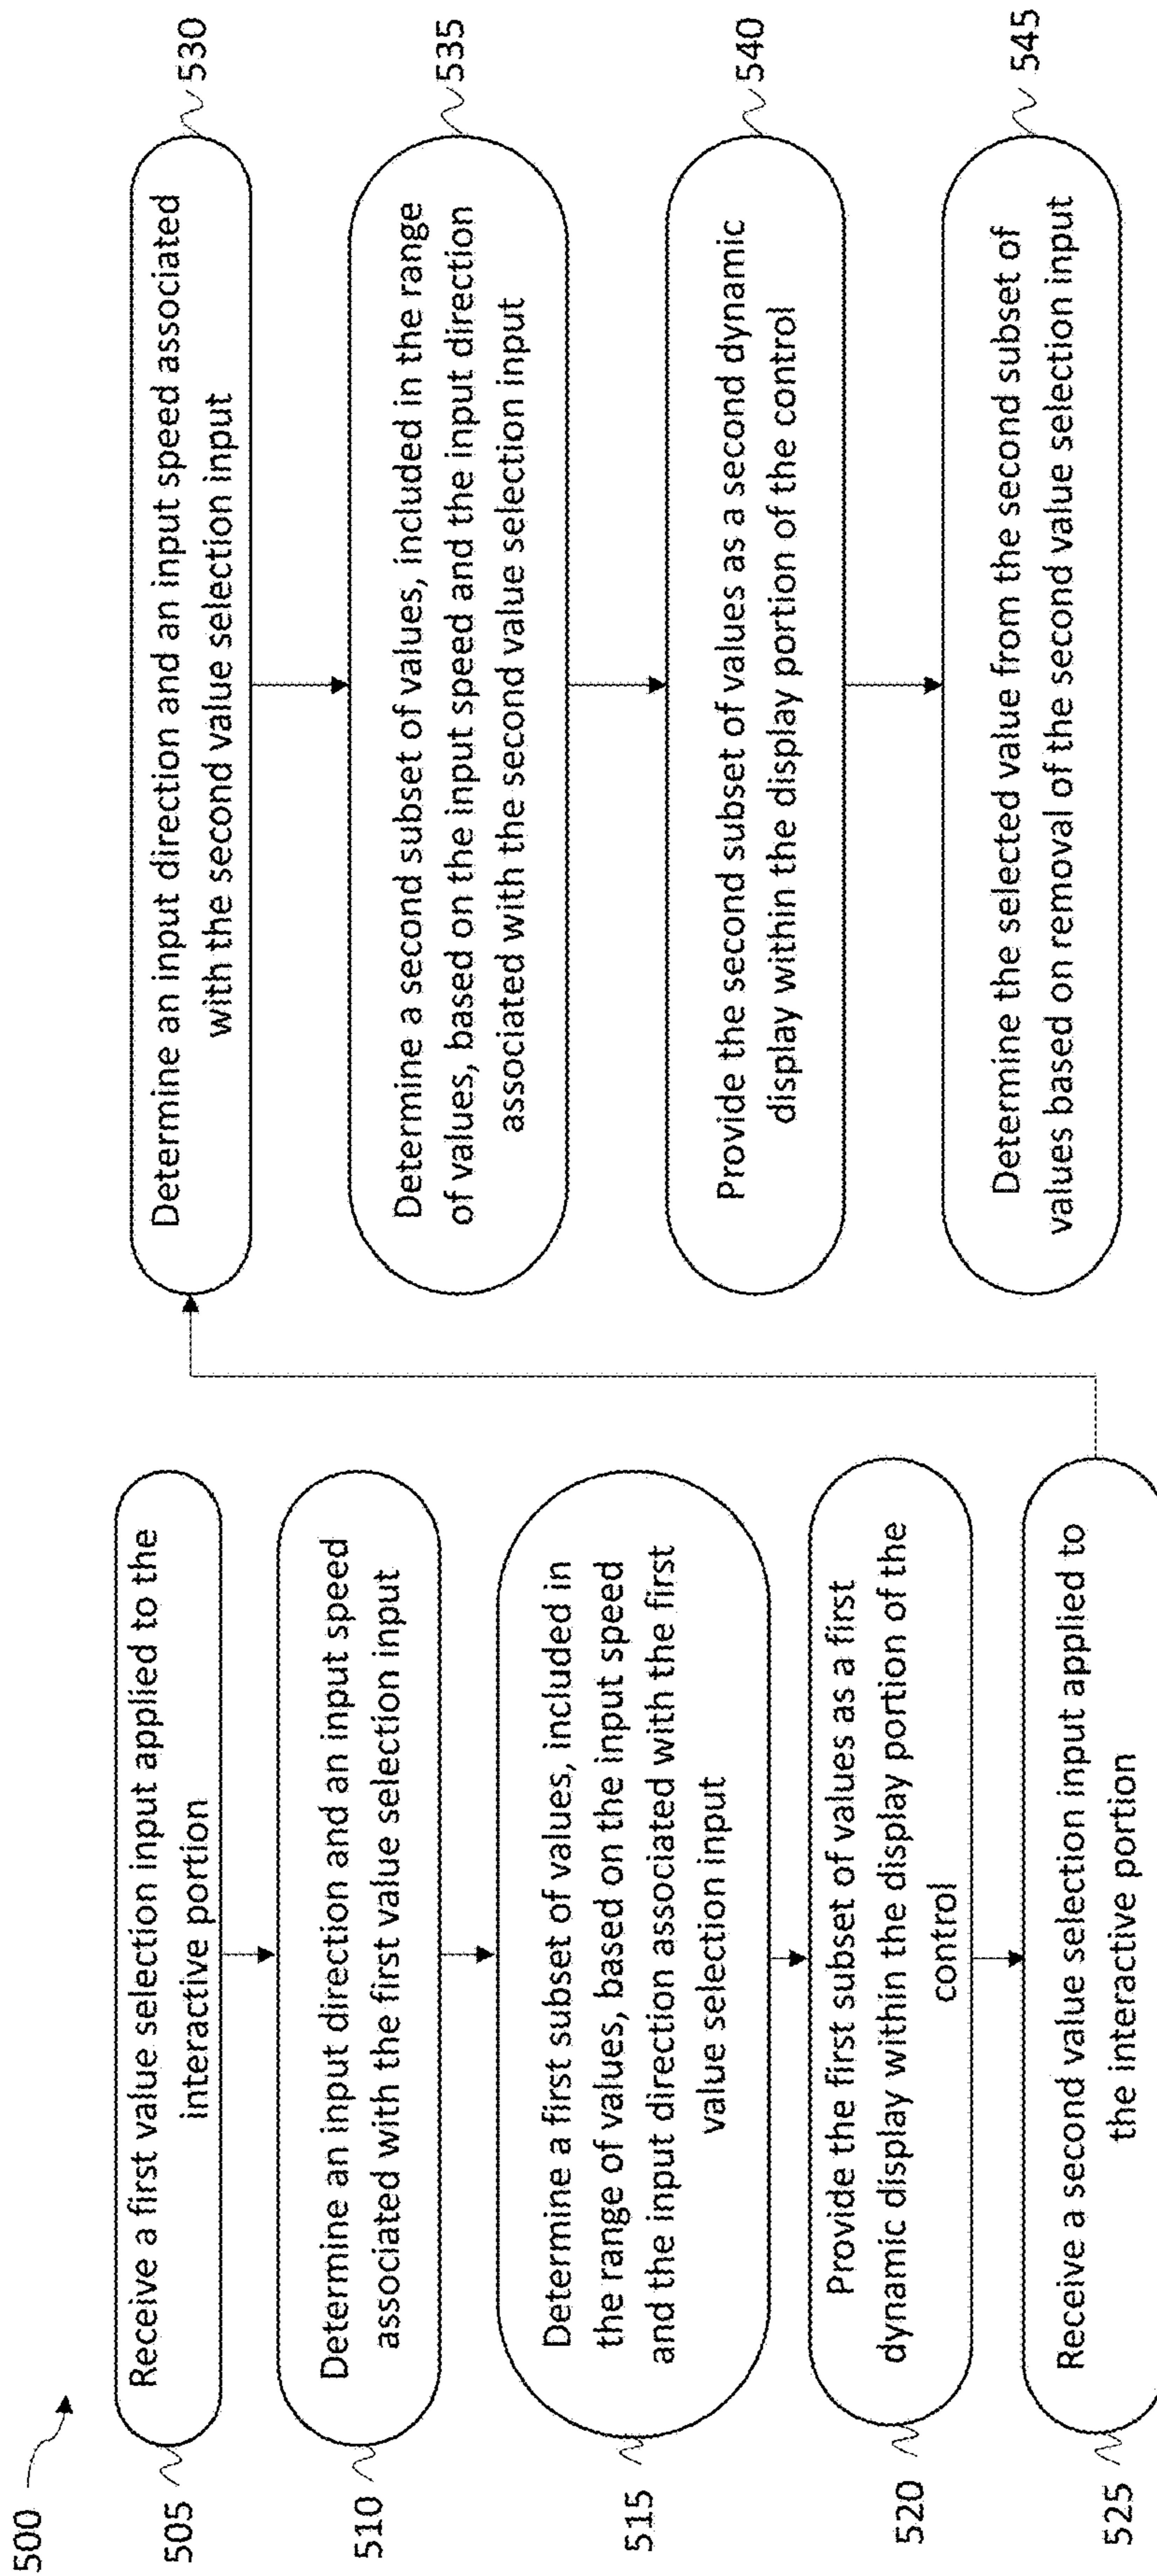 500
505
Receive a first value selection input applied to the
interactive portion
510
Determine an input direction and an input speed
associated with the first value selection input
515
Determine a first subset of values, included in
the range of values, based on the input speed
and the input direction associated with the first
value selection input
520
Provide the first subset of values as a first
dynamic display within the display portion of the
control
525
Receive a second value selection input applied to
the interactive portion
530
Determine an input direction and an input speed associated
with the second value selection input
535
Determine a second subset of values, included in the range
of values, based on the input speed and the input direction
associated with the second value selection input
540
Provide the second subset of values as a second dynamic
display within the display portion of the control
545
Determine the selected value from the second subset of
values based on removal of the second value selection input